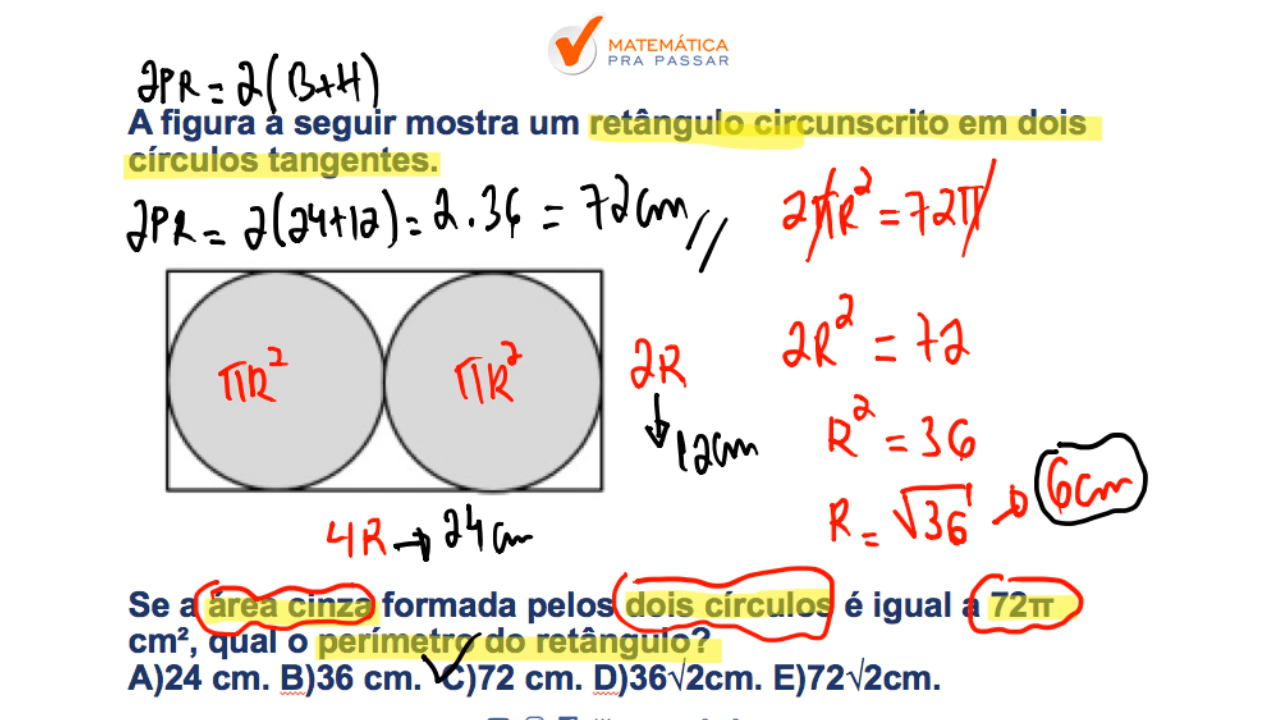 MATEMÁTICA
PRA PASSAR
2PR = 2(B+H)
A figura a seguir mostra um retângulo circunscrito em dois
círculos tangentes.
2PR = 2(24+12) = 2.36 = 72cm
2πR² = 72π
2R² = 72
R² = 36
R = √36 → 6cm
πR² πR²
2R
↓
12cm
4R → 24cm
Se a área cinza formada pelos dois círculos é igual a 72π
cm², qual o perímetro do retângulo?
A)24 cm. B)36 cm. C)72 cm. D)36√2cm. E)72√2cm.